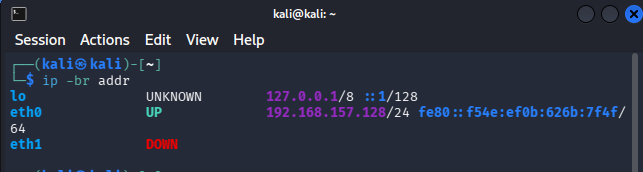 kali@kali: ~
Session Actions Edit View Help
┌──(kali㉿kali)-[~]
└─$ ip -br addr
lo UNKNOWN 127.0.0.1/8 ::1/128
eth0 UP 192.168.157.128/24 fe80::f54e:ef0b:626b:7f4f/
64
eth1 DOWN